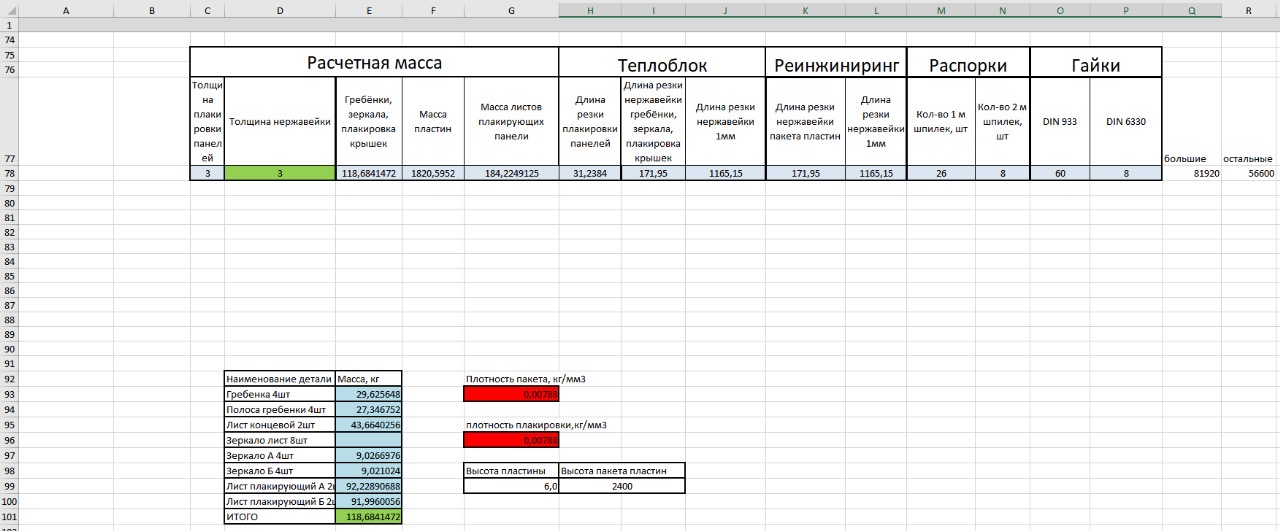 A B C D E F G H I J K L M N O P Q R
1
74
75
76 Расчетная масса Теплоблок Реинжиниринг Распорки Гайки
Толщи
на
плаки
ровки
панел
ей
Толщина нержавейки
Гребёнки,
зеркала,
плакировка
крышек
Масса
пластин
Масса листов
плакирующих
панели
Длина
резки
плакировки
панелей
Длина резки
нержавейки
гребёнки,
зеркала,
плакировка
крышек
Длина резки
нержавейки
1мм
Длина резки
нержавейки
пакета пластин
Длина
резки
нержавейки
1мм
Кол-во 1 м
шпилек, шт
Кол-во 2 м
шпилек,
шт
DIN 933
DIN 6330
77 большие остальные
78 3 3 118,6841472 1820,5952 184,2249125 31,2384 171,95 1165,15 171,95 1165,15 26 8 60 8 81920 56600
79
80
81
82
83
84
85
86
87
88
89
90
91
92 Наименование детали Масса, кг Плотность пакета, кг/мм3
93 Гребенка 4шт 29,625648 0,00788
94 Полоса гребенки 4шт 27,346752
95 Лист концевой 2шт 43,6640256 плотность плакировки,кг/мм3
96 Зеркало лист 8шт 0,00788
97 Зеркало А 4шт 9,0266976
98 Зеркало Б 4шт 9,021024 Высота пластины Высота пакета пластин
99 Лист плакирующий А 2 92,22890688 6,0 2400
100 Лист плакирующий Б 2 91,9960056
101 ИТОГО 118,6841472